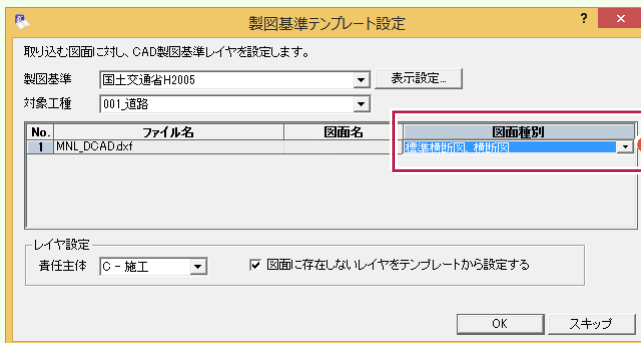 製図基準テンプレート設定
取り込む図面に対し、CAD製図基準レイヤを設定します。
製図基準 国土交通省H2005 表示設定...
対象工種 001_道路
No. ファイル名 図面名 図面種別
1 MNL_DCAD.dxf 標準横断図、横断図
レイヤ設定
責任主体 C - 施工 図面に存在しないレイヤをテンプレートから設定する
OK スキップ